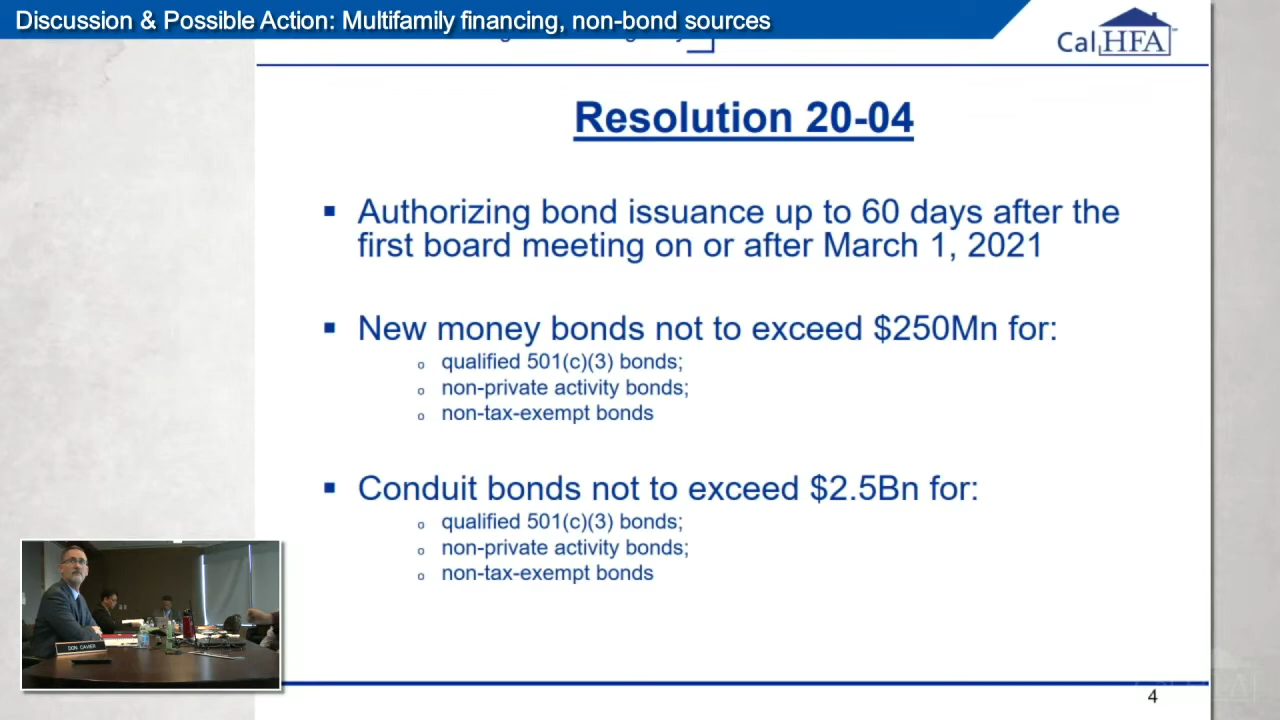 Discussion & Possible Action: Multifamily financing, non-bond sources
CalHFA
Resolution 20-04
▪ Authorizing bond issuance up to 60 days after the
first board meeting on or after March 1, 2021
▪ New money bonds not to exceed $250Mn for:
o qualified 501(c)(3) bonds;
o non-private activity bonds;
o non-tax-exempt bonds
▪ Conduit bonds not to exceed $2.5Bn for:
o qualified 501(c)(3) bonds;
o non-private activity bonds;
o non-tax-exempt bonds
DON CAVIER
4